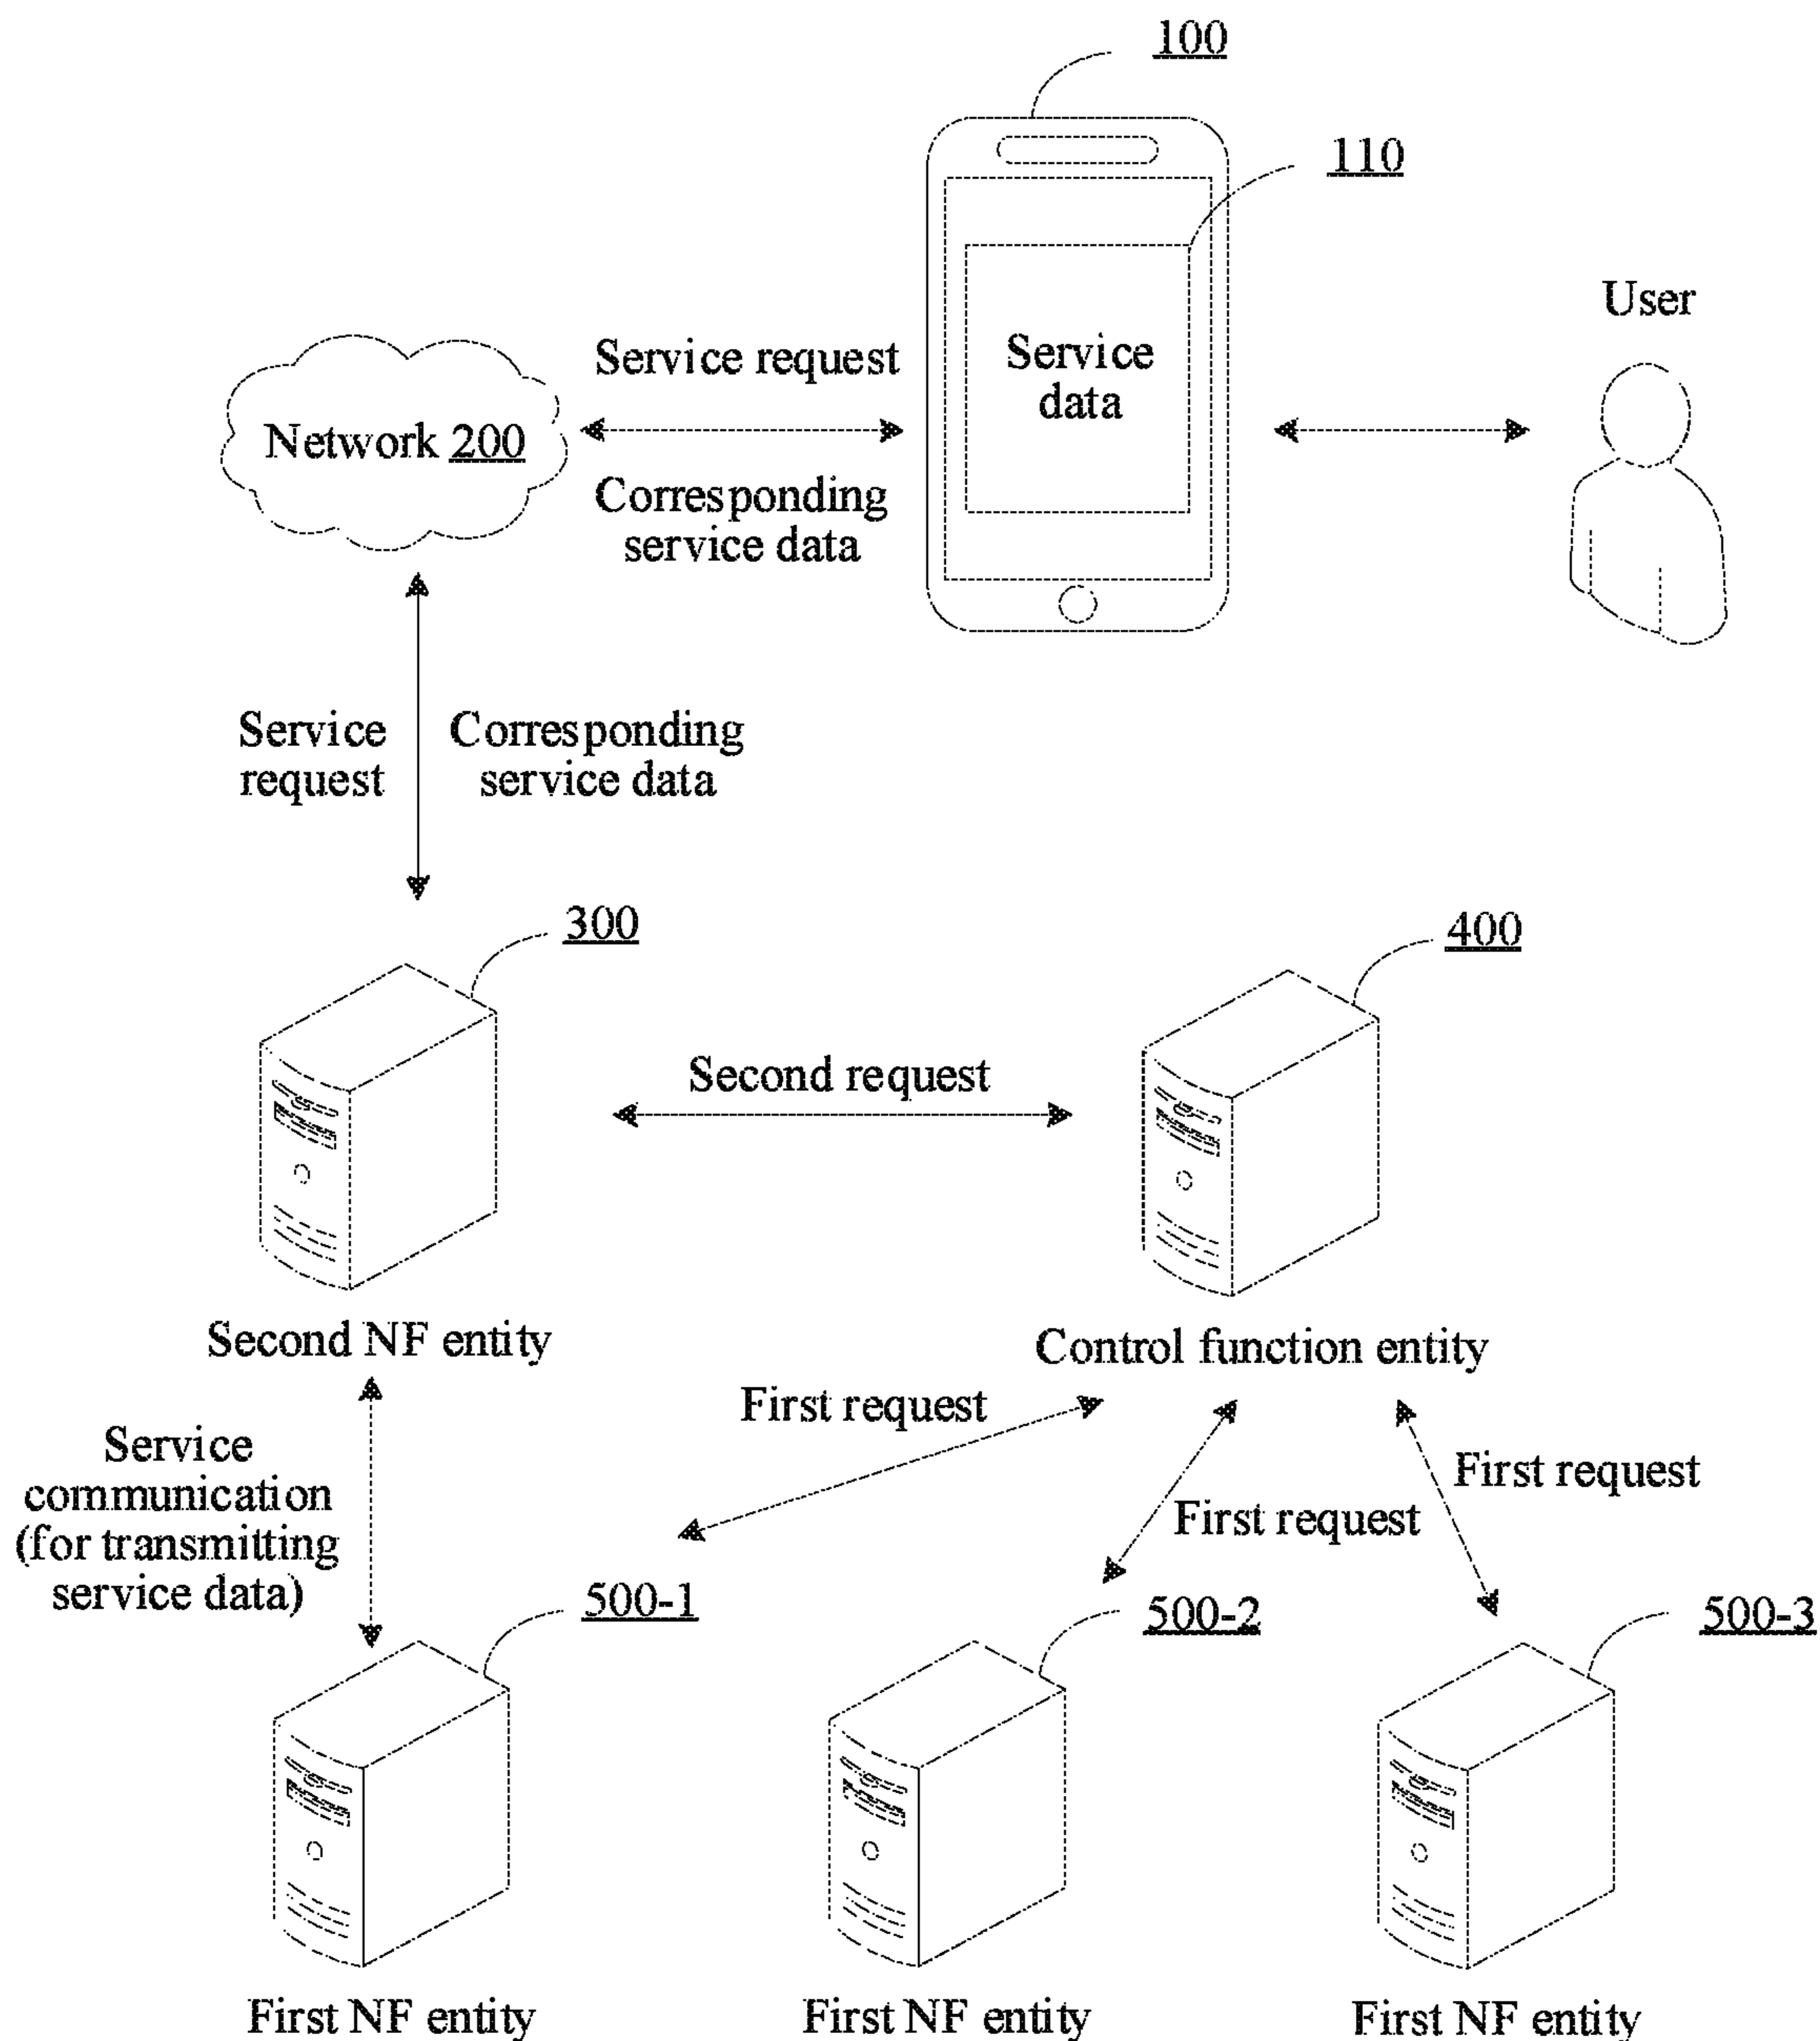 100
110
User
Service request
Service
data
Network 200
Corresponding
service data
Service
request
Corresponding
service data
300
400
Second request
Second NF entity
Control function entity
First request
Service
communication
(for transmitting
service data)
First request
First request
500-1
500-2
500-3
First NF entity
First NF entity
First NF entity